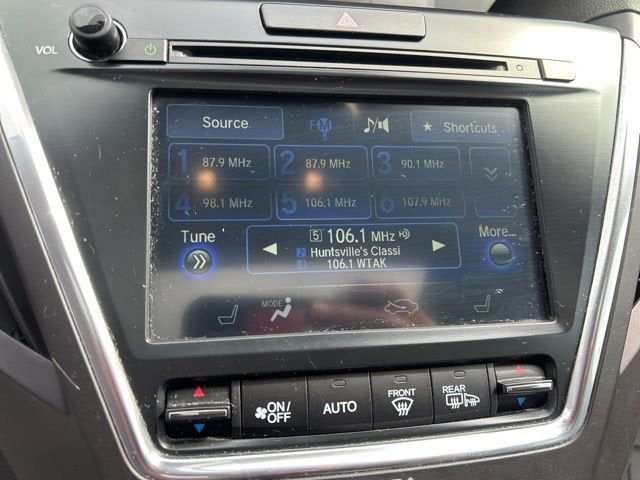 VOL
Source
FM
★ Shortcuts
1 87.9 MHz
2 87.9 MHz
3 90.1 MHz
4 98.1 MHz
5 106.1 MHz
6 107.9 MHz
Tune
5 106.1 MHz
Huntsville's Classi
106.1 WTAK
More...
MODE
ON/
OFF
AUTO
FRONT
REAR